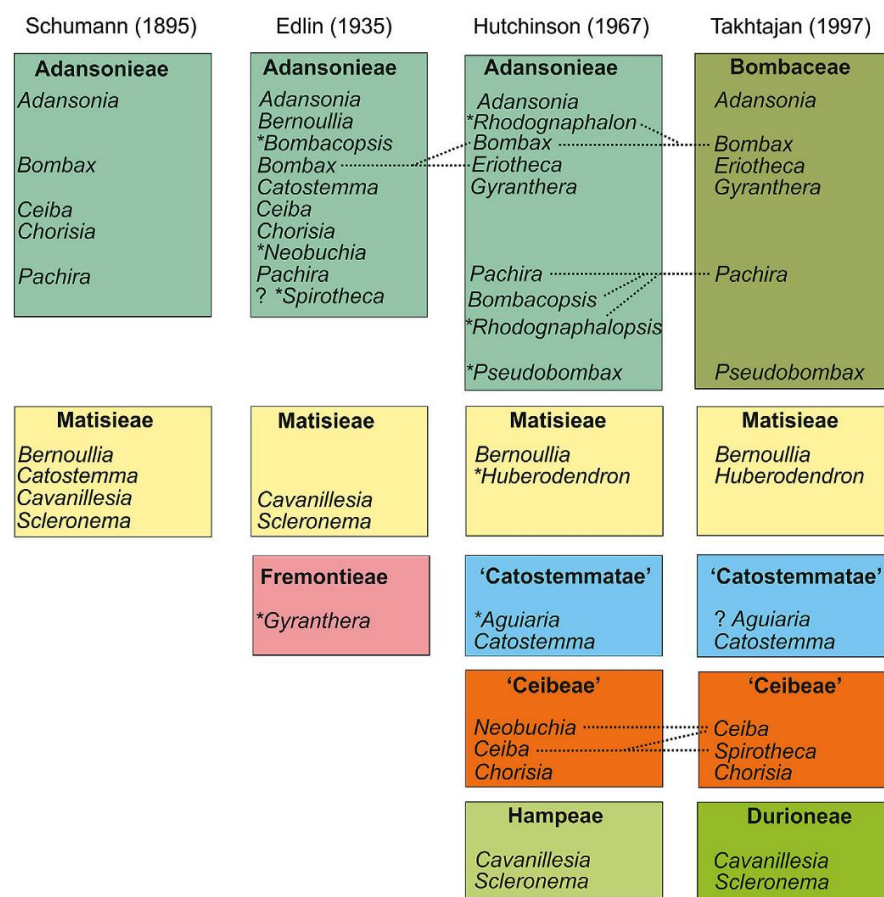 Schumann (1895)
Edlin (1935)
Hutchinson (1967)
Takhtajan (1997)
Adansonieae
Adansonia
Bombax
Ceiba
Chorisia
Pachira
Adansonieae
Adansonia
Bernoullia
*Bombacopsis
Bombax
Catostemma
Ceiba
Chorisia
*Neobuchia
Pachira
? *Spirotheca
Adansonieae
Adansonia
*Rhodognaphalon
Bombax
Eriotheca
Gyranthera
Pachira
Bombacopsis
*Rhodognaphalopsis
*Pseudobombax
Bombaceae
Adansonia
Bombax
Eriotheca
Gyranthera
Pachira
Pseudobombax
Matisieae
Bernoullia
Catostemma
Cavanillesia
Scleronema
Matisieae
Cavanillesia
Scleronema
Matisieae
Bernoullia
*Huberodendron
Matisieae
Bernoullia
Huberodendron
Fremontieae
*Gyranthera
‘Catostemmatae’
*Aguiaria
Catostemma
‘Catostemmatae’
? Aguiaria
Catostemma
‘Ceibeae’
Neobuchia
Ceiba
Chorisia
‘Ceibeae’
Ceiba
Spirotheca
Chorisia
Hampeae
Cavanillesia
Scleronema
Durioneae
Cavanillesia
Scleronema